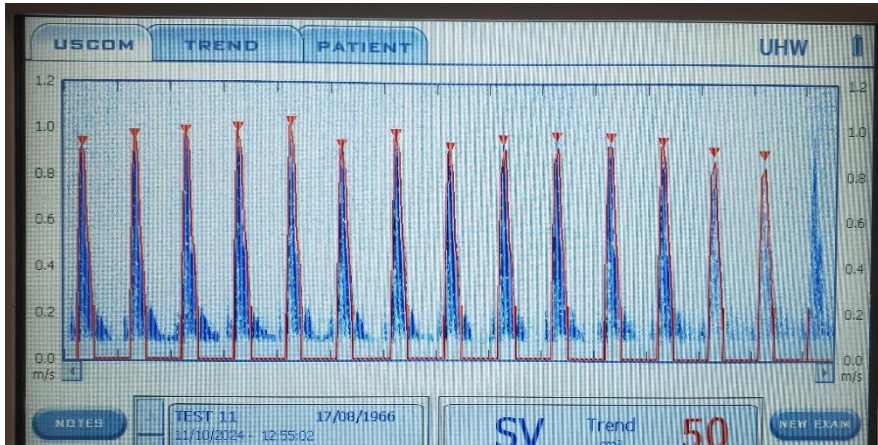 USCOM TREND PATIENT UHW
1.2 1.2
1.0 1.0
0.8 0.8
0.6 0.6
0.4 0.4
0.2 0.2
0.0 0.0
m/s m/s
NOTES TEST 11 17/08/1966 SV Trend 50 NEW EXAM
11/10/2024 - 12:55:02